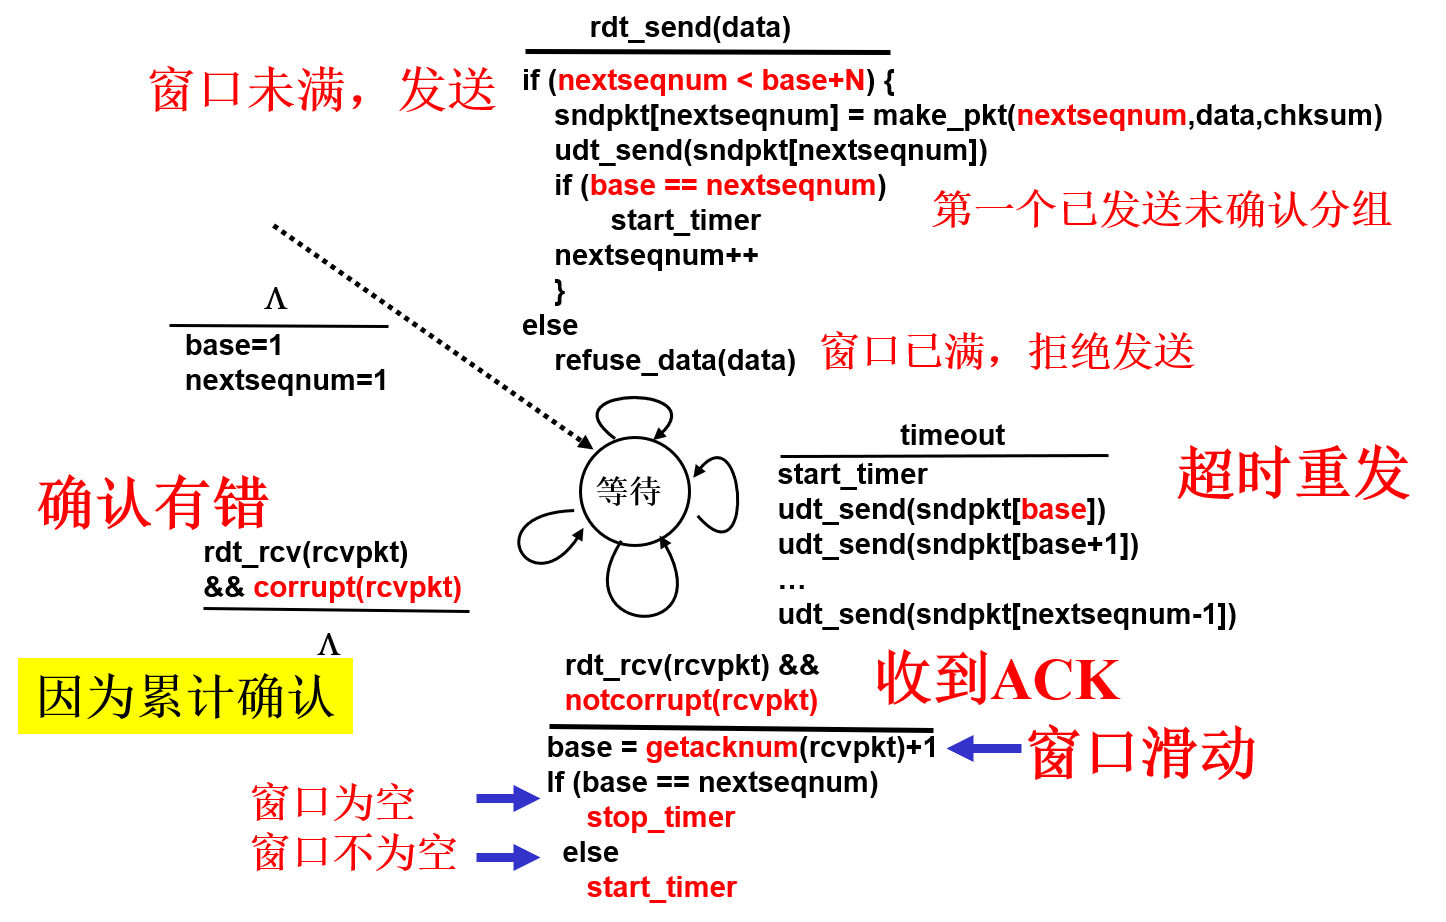 rdt_send(data)
窗口未满，发送
if (nextseqnum < base+N) {
sndpkt[nextseqnum] = make_pkt(nextseqnum,data,chksum)
udt_send(sndpkt[nextseqnum])
if (base == nextseqnum)
第一个已发送未确认分组
start_timer
nextseqnum++
}
else
refuse_data(data)
窗口已满，拒绝发送
Λ
base=1
nextseqnum=1
等待
timeout
start_timer
udt_send(sndpkt[base])
udt_send(sndpkt[base+1])
…
udt_send(sndpkt[nextseqnum-1])
超时重发
确认有错
rdt_rcv(rcvpkt)
&& corrupt(rcvpkt)
Λ
因为累计确认
rdt_rcv(rcvpkt) &&
notcorrupt(rcvpkt)
收到ACK
base = getacknum(rcvpkt)+1
窗口滑动
If (base == nextseqnum)
窗口为空
stop_timer
窗口不为空
else
start_timer